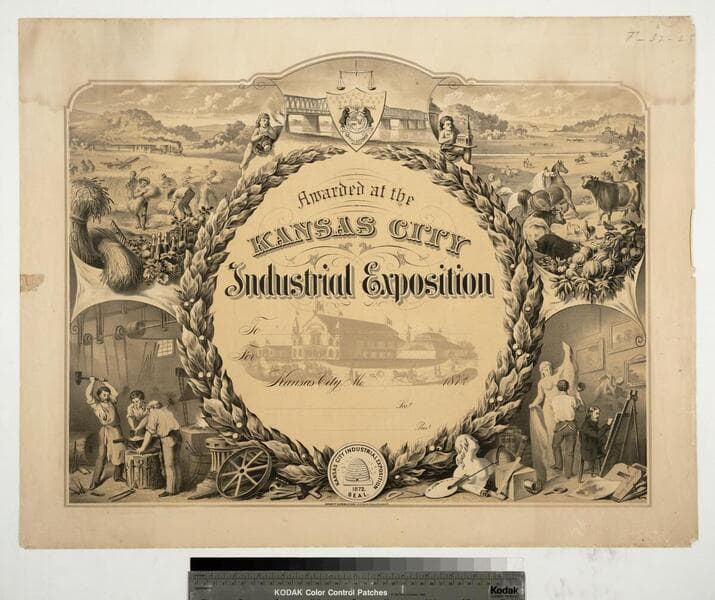 Awarded at the
KANSAS CITY
Industrial Exposition
To
For
Kansas City, Mo. 187
Sec.
Pres.
KANSAS CITY INDUSTRIAL EXPOSITION
1872.
SEAL
KODAK Color Control Patches
Kodak